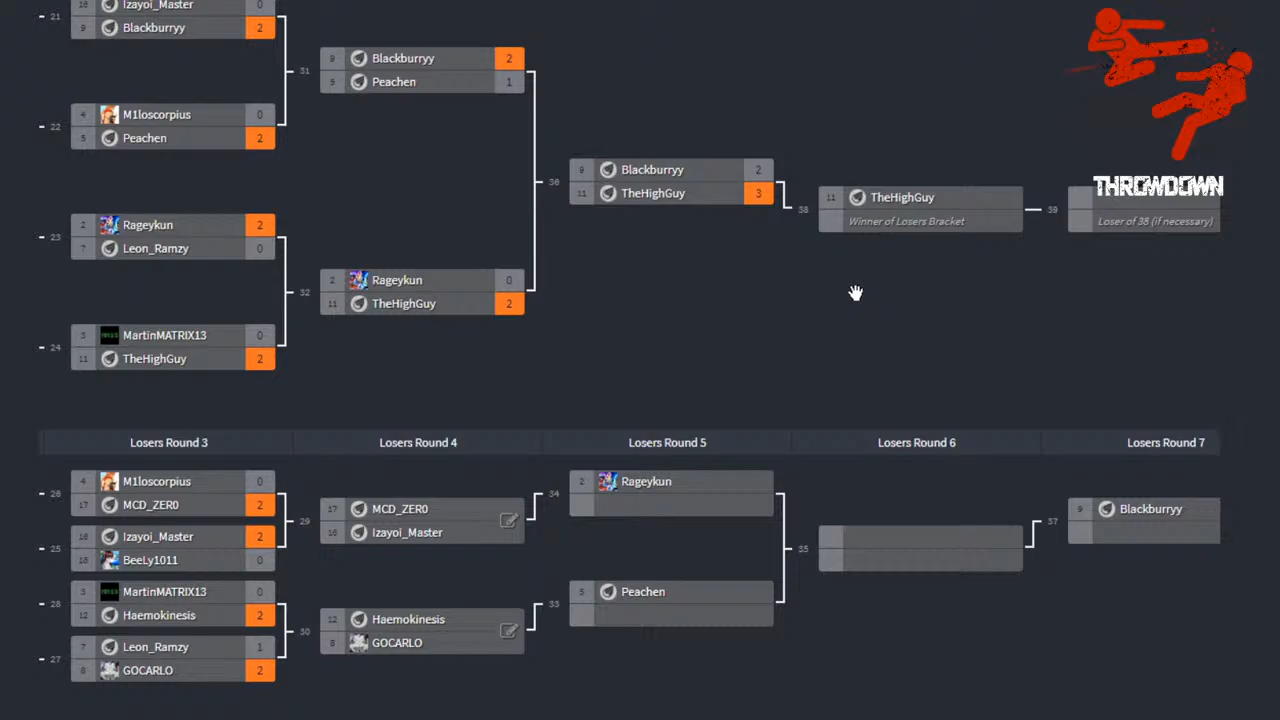 21
Izayoi_Master 0
9 Blackburryy 2
31
9 Blackburryy 2
5 Peachen 1
22
4 M1loscorpius 0
5 Peachen 2
THROWDOWN
36
9 Blackburryy 2
11 TheHighGuy 3
38
11 TheHighGuy
Winner of Losers Bracket
39
Loser of 38 (if necessary)
23
2 Rageykun 2
7 Leon_Ramzy 0
32
2 Rageykun 0
11 TheHighGuy 2
24
3 MartinMATRIX13 0
11 TheHighGuy 2
Losers Round 3
Losers Round 4
Losers Round 5
Losers Round 6
Losers Round 7
26
4 M1loscorpius 0
17 MCD_ZER0 2
25
16 Izayoi_Master 2
BeeLy1011 0
28
3 MartinMATRIX13 0
12 Haemokinesis 2
27
7 Leon_Ramzy 1
GOCARLO 2
29
17 MCD_ZER0
16 Izayoi_Master
30
12 Haemokinesis
GOCARLO
34
2 Rageykun
33
5 Peachen
35
37
9 Blackburryy